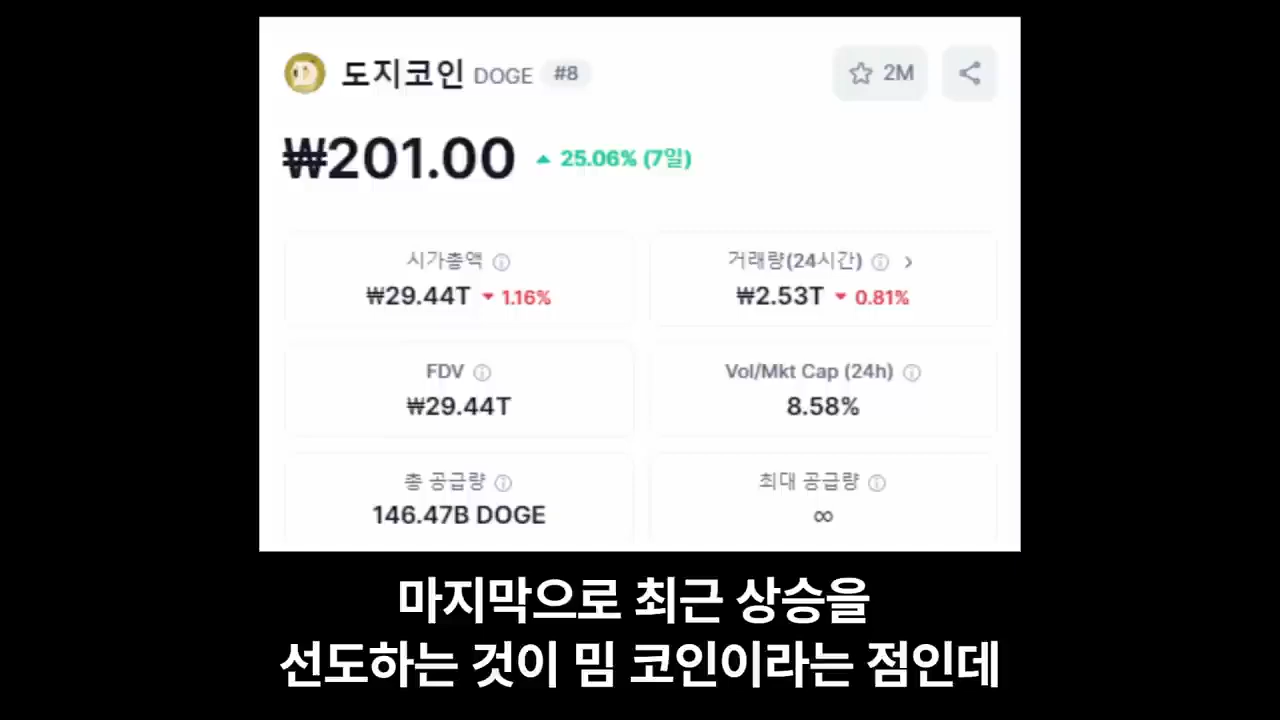 도지코인 DOGE #8 2M
₩201.00 25.06% (7일)
시가총액 거래량(24시간)
₩29.44T 1.16% ₩2.53T 0.81%
FDV Vol/Mkt Cap (24h)
₩29.44T 8.58%
총 공급량 최대 공급량
146.47B DOGE ∞
마지막으로 최근 상승을
선도하는 것이 밈 코인이라는 점인데